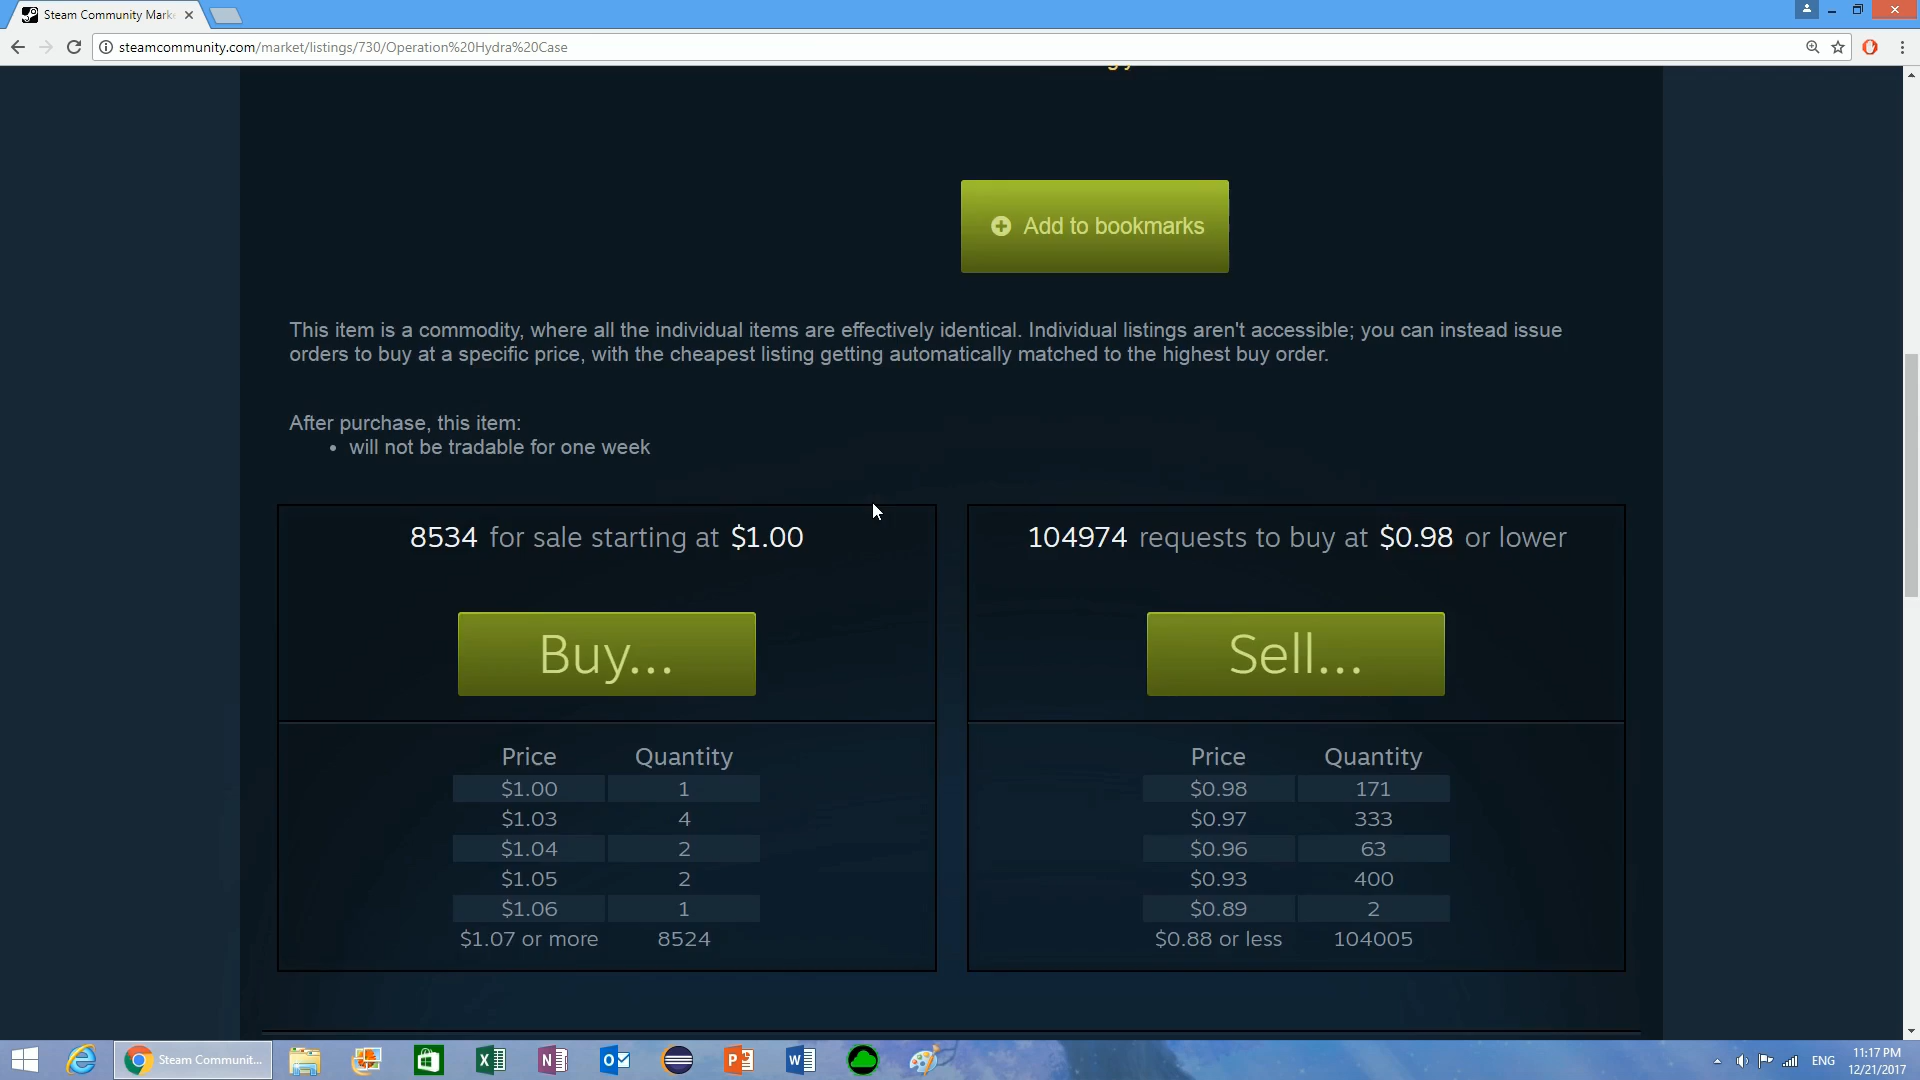 Steam Community Mark
steamcommunity.com/market/listings/730/Operation%20Hydra%20Case
Add to bookmarks
This item is a commodity, where all the individual items are effectively identical. Individual listings aren't accessible; you can instead issue
orders to buy at a specific price, with the cheapest listing getting automatically matched to the highest buy order.
After purchase, this item:
• will not be tradable for one week
8534 for sale starting at $1.00
Buy...
Price Quantity
$1.00 1
$1.03 4
$1.04 2
$1.05 2
$1.06 1
$1.07 or more 8524
104974 requests to buy at $0.98 or lower
Sell...
Price Quantity
$0.98 171
$0.97 333
$0.96 63
$0.93 400
$0.89 2
$0.88 or less 104005
Steam Communit...
ENG
11:17 PM
12/21/2017